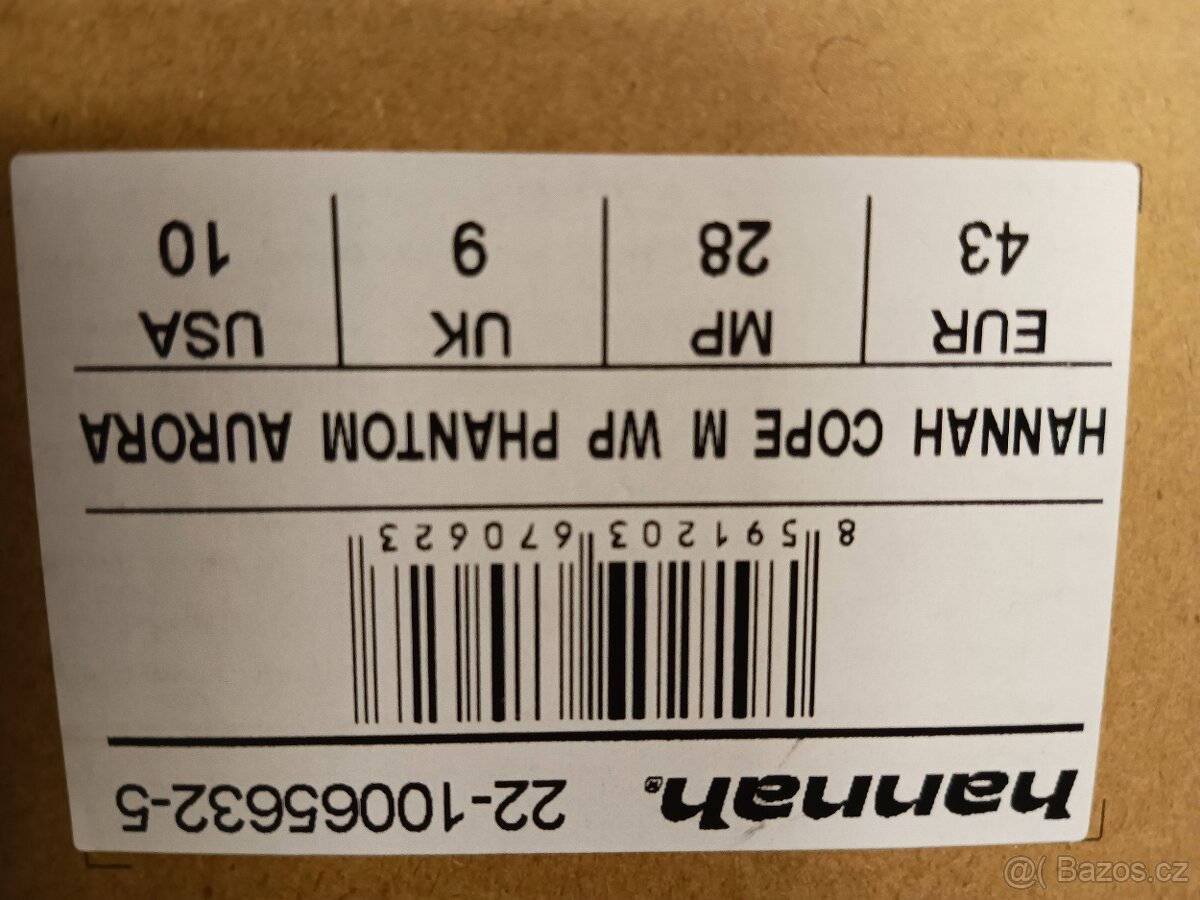 hannah® 22-10065632-5
8 591203 670623
HANNAH COPE M WP PHANTOM AURORA
EUR MP UK USA
43 28 9 10
@( Bazos.cz